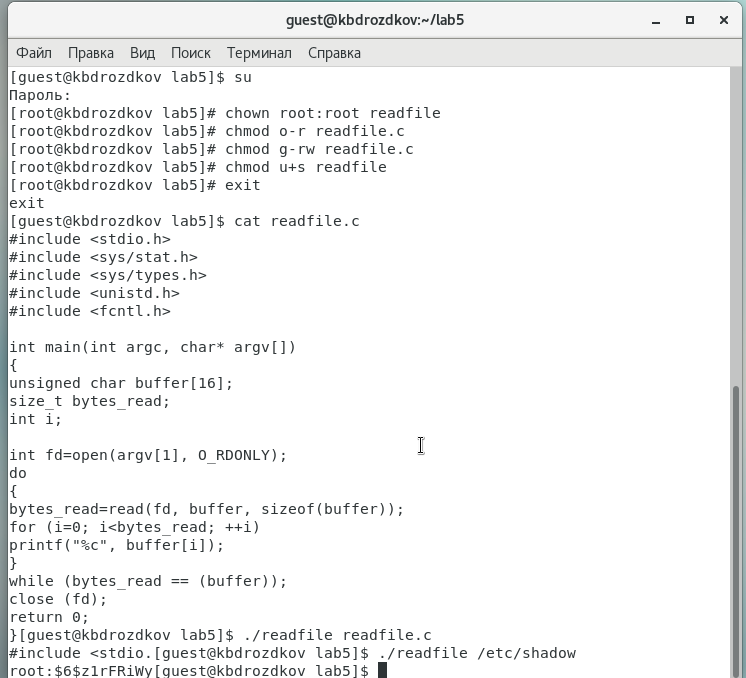 guest@kbdrozdkov:~/lab5
Файл Правка Вид Поиск Терминал Справка
[guest@kbdrozdkov lab5]$ su
Пароль:
[root@kbdrozdkov lab5]# chown root:root readfile
[root@kbdrozdkov lab5]# chmod o-r readfile.c
[root@kbdrozdkov lab5]# chmod g-rw readfile.c
[root@kbdrozdkov lab5]# chmod u+s readfile
[root@kbdrozdkov lab5]# exit
exit
[guest@kbdrozdkov lab5]$ cat readfile.c
#include <stdio.h>
#include <sys/stat.h>
#include <sys/types.h>
#include <unistd.h>
#include <fcntl.h>

int main(int argc, char* argv[])
{
unsigned char buffer[16];
size_t bytes_read;
int i;

int fd=open(argv[1], O_RDONLY);
do
{
bytes_read=read(fd, buffer, sizeof(buffer));
for (i=0; i<bytes_read; ++i)
printf("%c", buffer[i]);
}
while (bytes_read == (buffer));
close (fd);
return 0;
}[guest@kbdrozdkov lab5]$ ./readfile readfile.c
#include <stdio.[guest@kbdrozdkov lab5]$ ./readfile /etc/shadow
root:$6$z1rFRiWy[guest@kbdrozdkov lab5]$